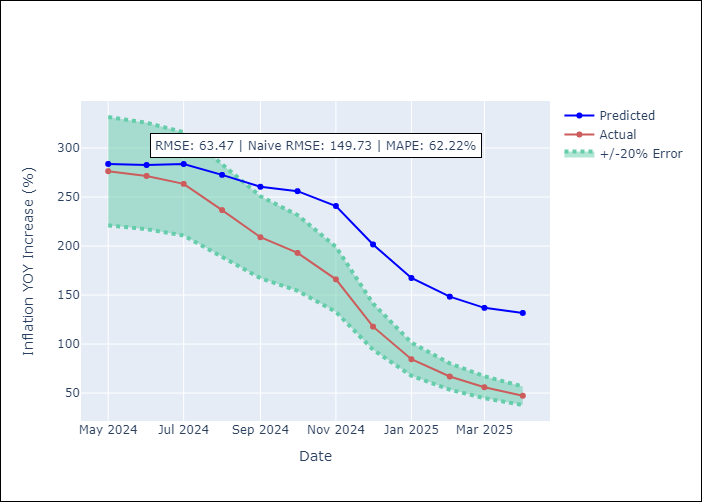 RMSE: 63.47 | Naive RMSE: 149.73 | MAPE: 62.22%
Predicted
Actual
+/-20% Error
Inflation YOY Increase (%)
300
250
200
150
100
50
May 2024
Jul 2024
Sep 2024
Nov 2024
Jan 2025
Mar 2025
Date